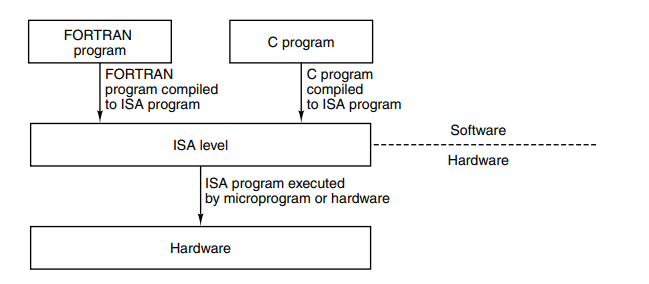 FORTRAN
program
C program
FORTRAN
program compiled
to ISA program
C program
compiled
to ISA program
ISA level
Software
Hardware
ISA program executed
by microprogram or hardware
Hardware